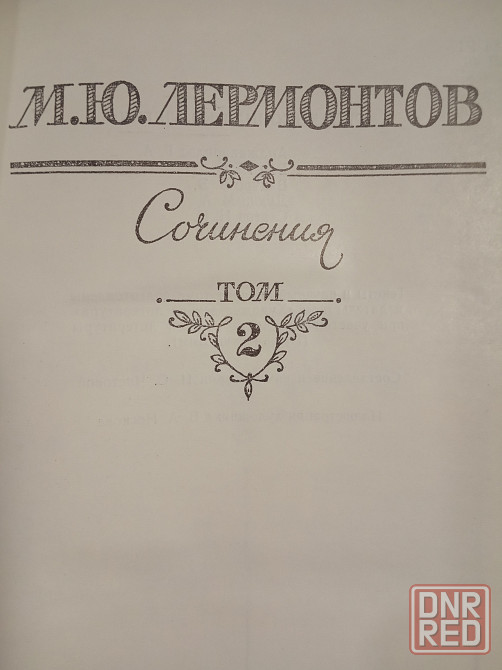 М.Ю. ЛЕРМОНТОВ
Сочинения
ТОМ
2
DNR
RED